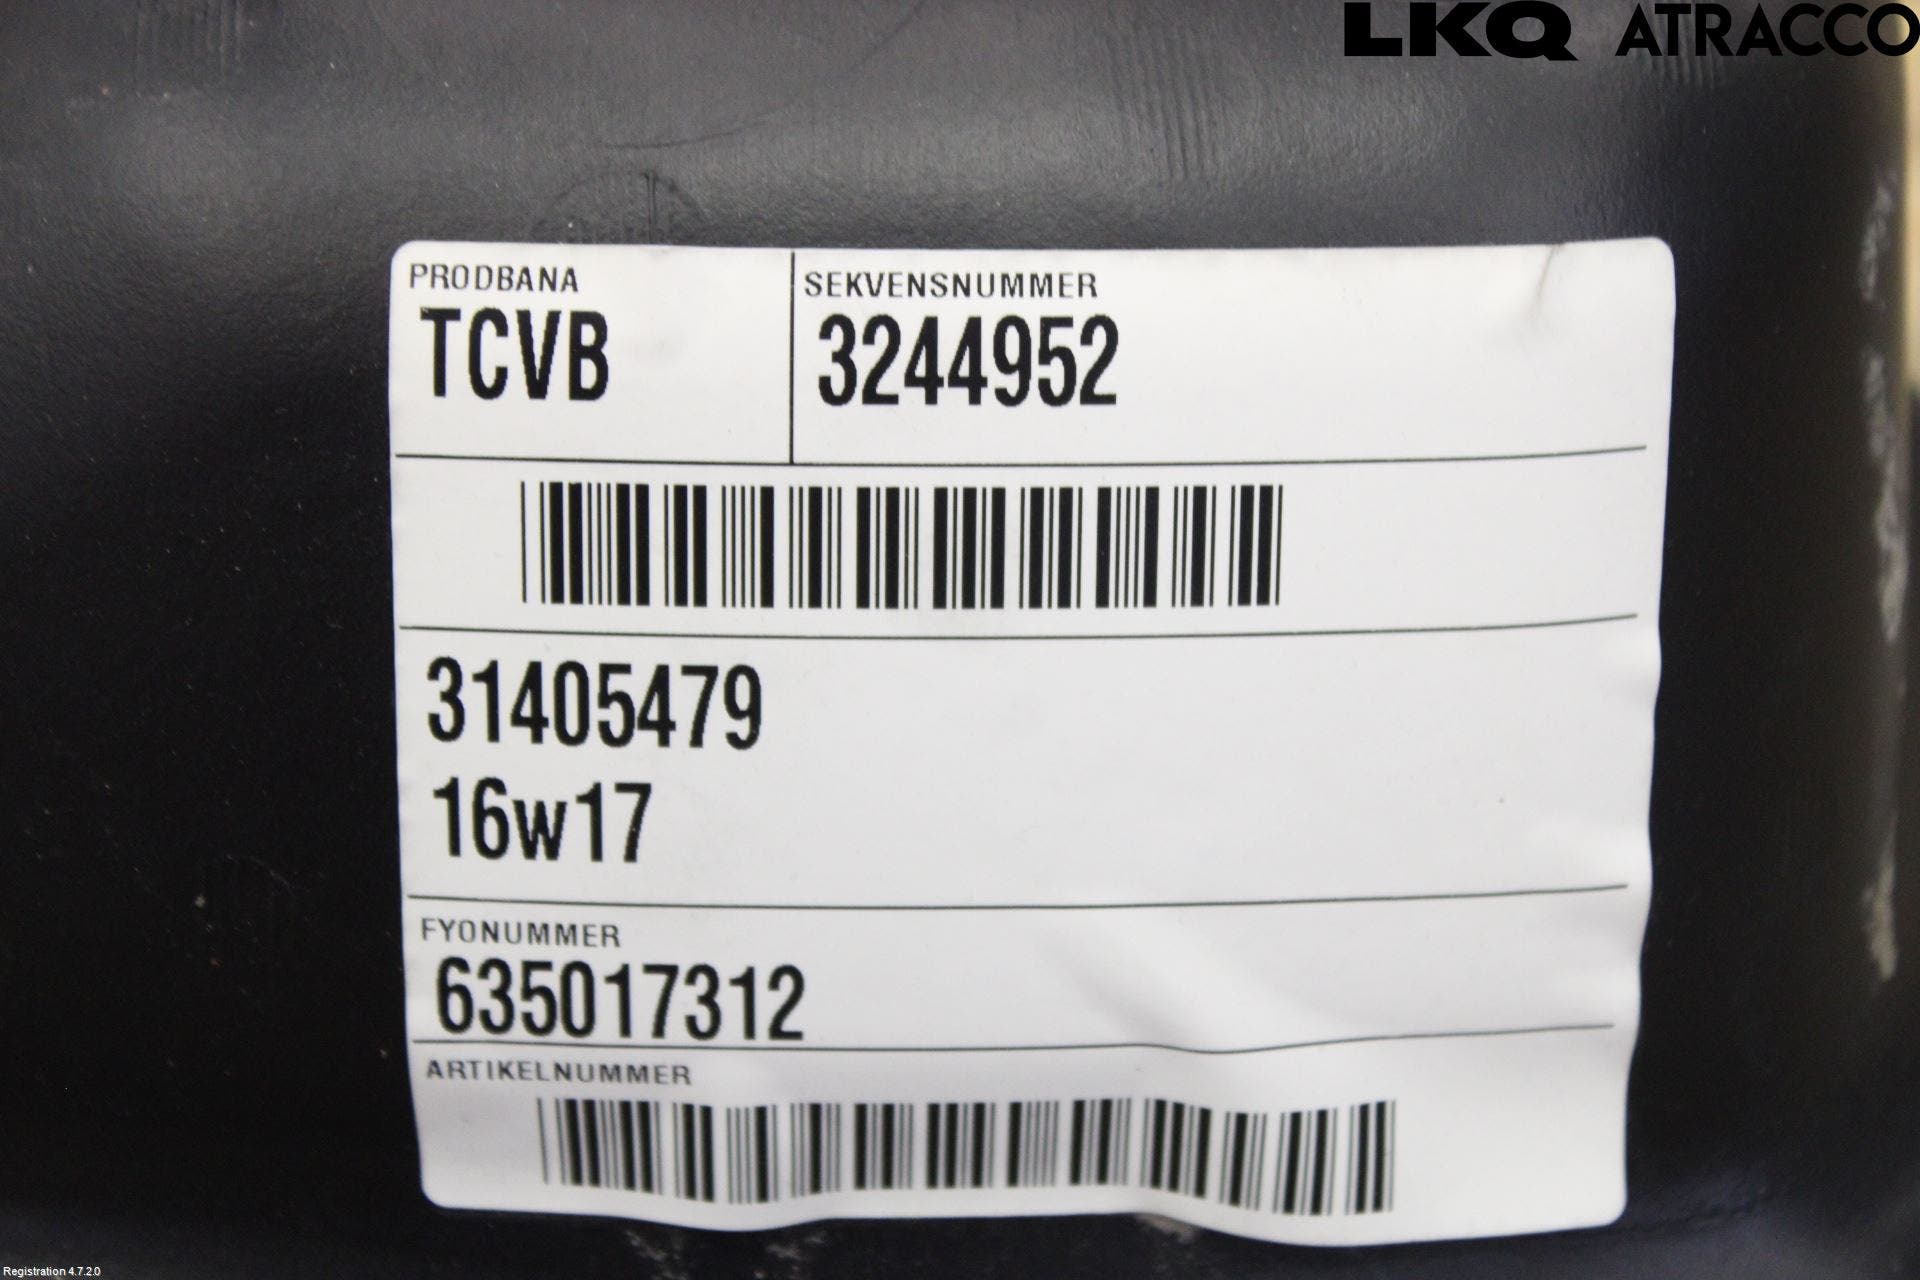 LKQ ATRACCO
PRODBANA
TCVB
SEKVENSNUMMER
3244952
31405479
16w17
FYONUMMER
635017312
ARTIKELNUMMER
Registration 4.7.2.0